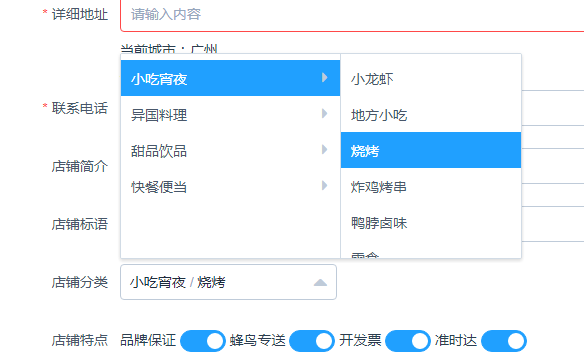 * 详细地址 请输入内容
当前城市：广州
小吃宵夜 小龙虾
* 联系电话 异国料理 地方小吃
甜品饮品 烧烤
店铺简介
快餐便当 炸鸡烤串
店铺标语 鸭脖卤味
零食
店铺分类 小吃宵夜 / 烧烤
店铺特点 品牌保证 蜂鸟专送 开发票 准时达